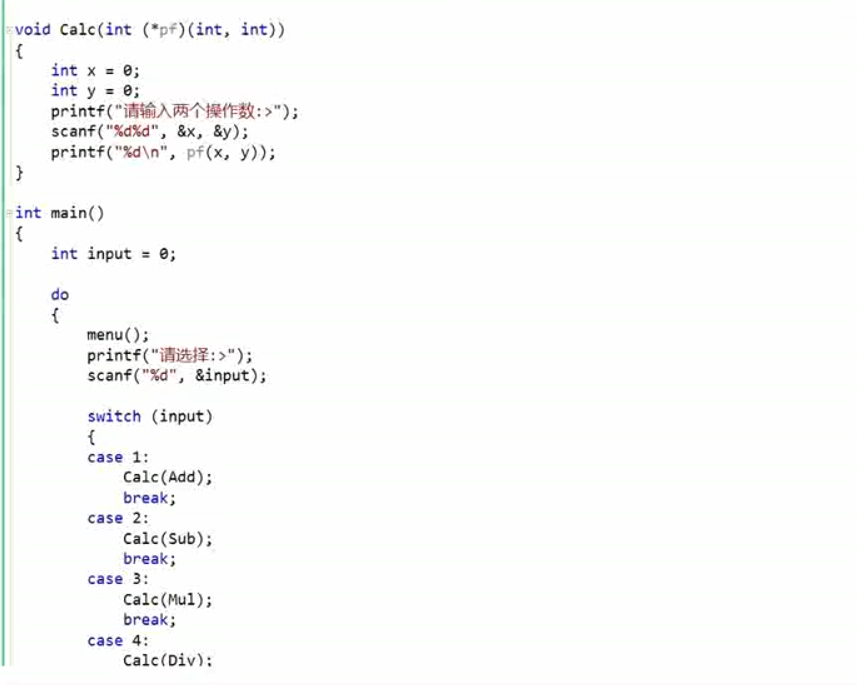 void Calc(int (*pf)(int, int))
{
    int x = 0;
    int y = 0;
    printf("请输入两个操作数:>");
    scanf("%d%d", &x, &y);
    printf("%d\n", pf(x, y));
}
int main()
{
    int input = 0;
    do
    {
        menu();
        printf("请选择:>");
        scanf("%d", &input);
        switch (input)
        {
        case 1:
            Calc(Add);
            break;
        case 2:
            Calc(Sub);
            break;
        case 3:
            Calc(Mul);
            break;
        case 4:
            Calc(Div);